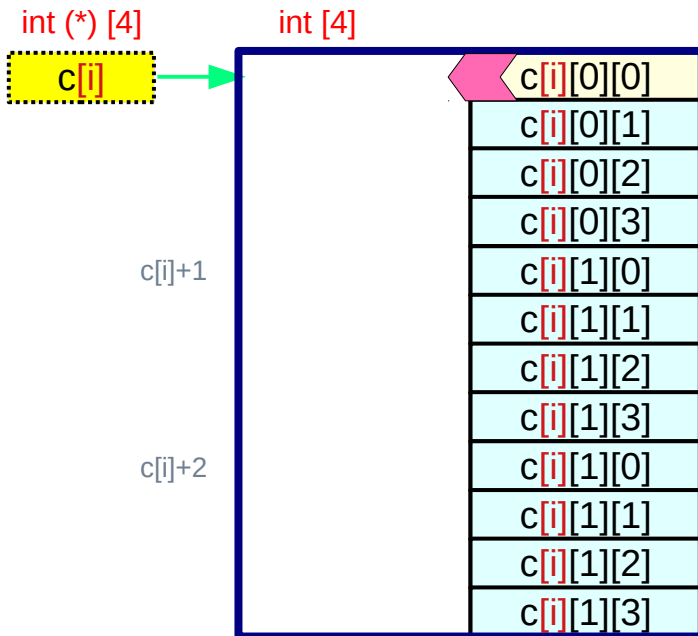 int (*) [4] int [4]
c[i] c[i][0][0]
c[i][0][1]
c[i][0][2]
c[i][0][3]
c[i]+1 c[i][1][0]
c[i][1][1]
c[i][1][2]
c[i][1][3]
c[i]+2 c[i][1][0]
c[i][1][1]
c[i][1][2]
c[i][1][3]